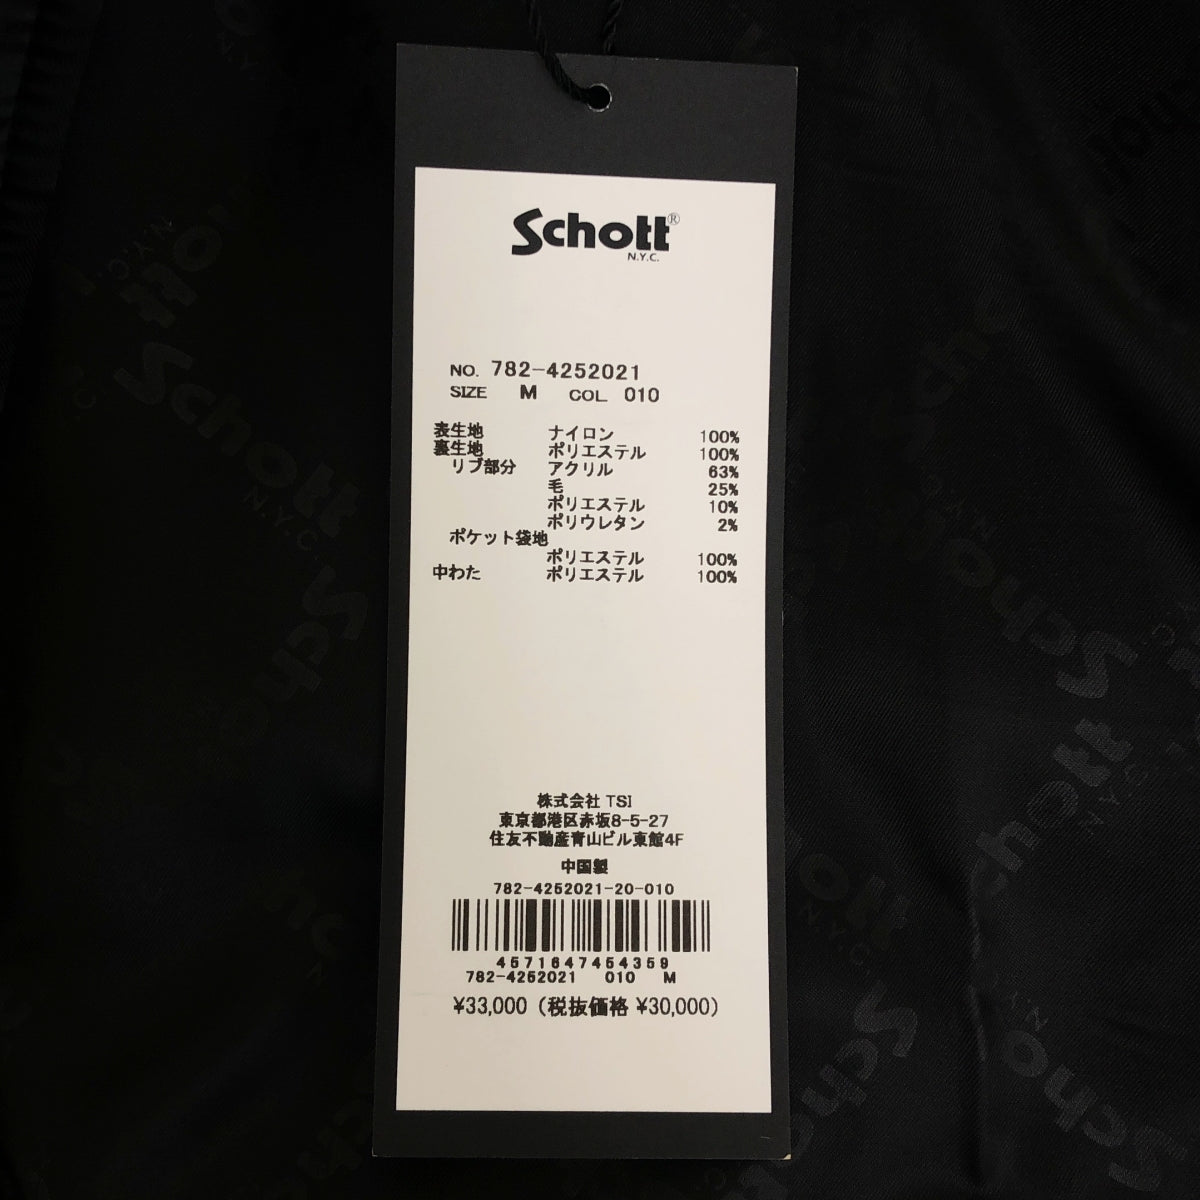 Schott®
N.Y.C.
NO. 782-4252021
SIZE M COL 010
表生地 ナイロン 100%
裏生地 ポリエステル 100%
リブ部分 アクリル 63%
毛 25%
ポリエステル 10%
ポリウレタン 2%
ポケット袋地
ポリエステル 100%
中わた ポリエステル 100%
株式会社 TSI
東京都港区赤坂8-5-27
住友不動産青山ビル東館4F
中国製
782-4252021-20-010
4571647454359
782-4252021 010 M
¥33,000 (税抜価格 ¥30,000)
Schott
N.Y.C.
Schott
Schott
Schott
N.Y.C.
Schott